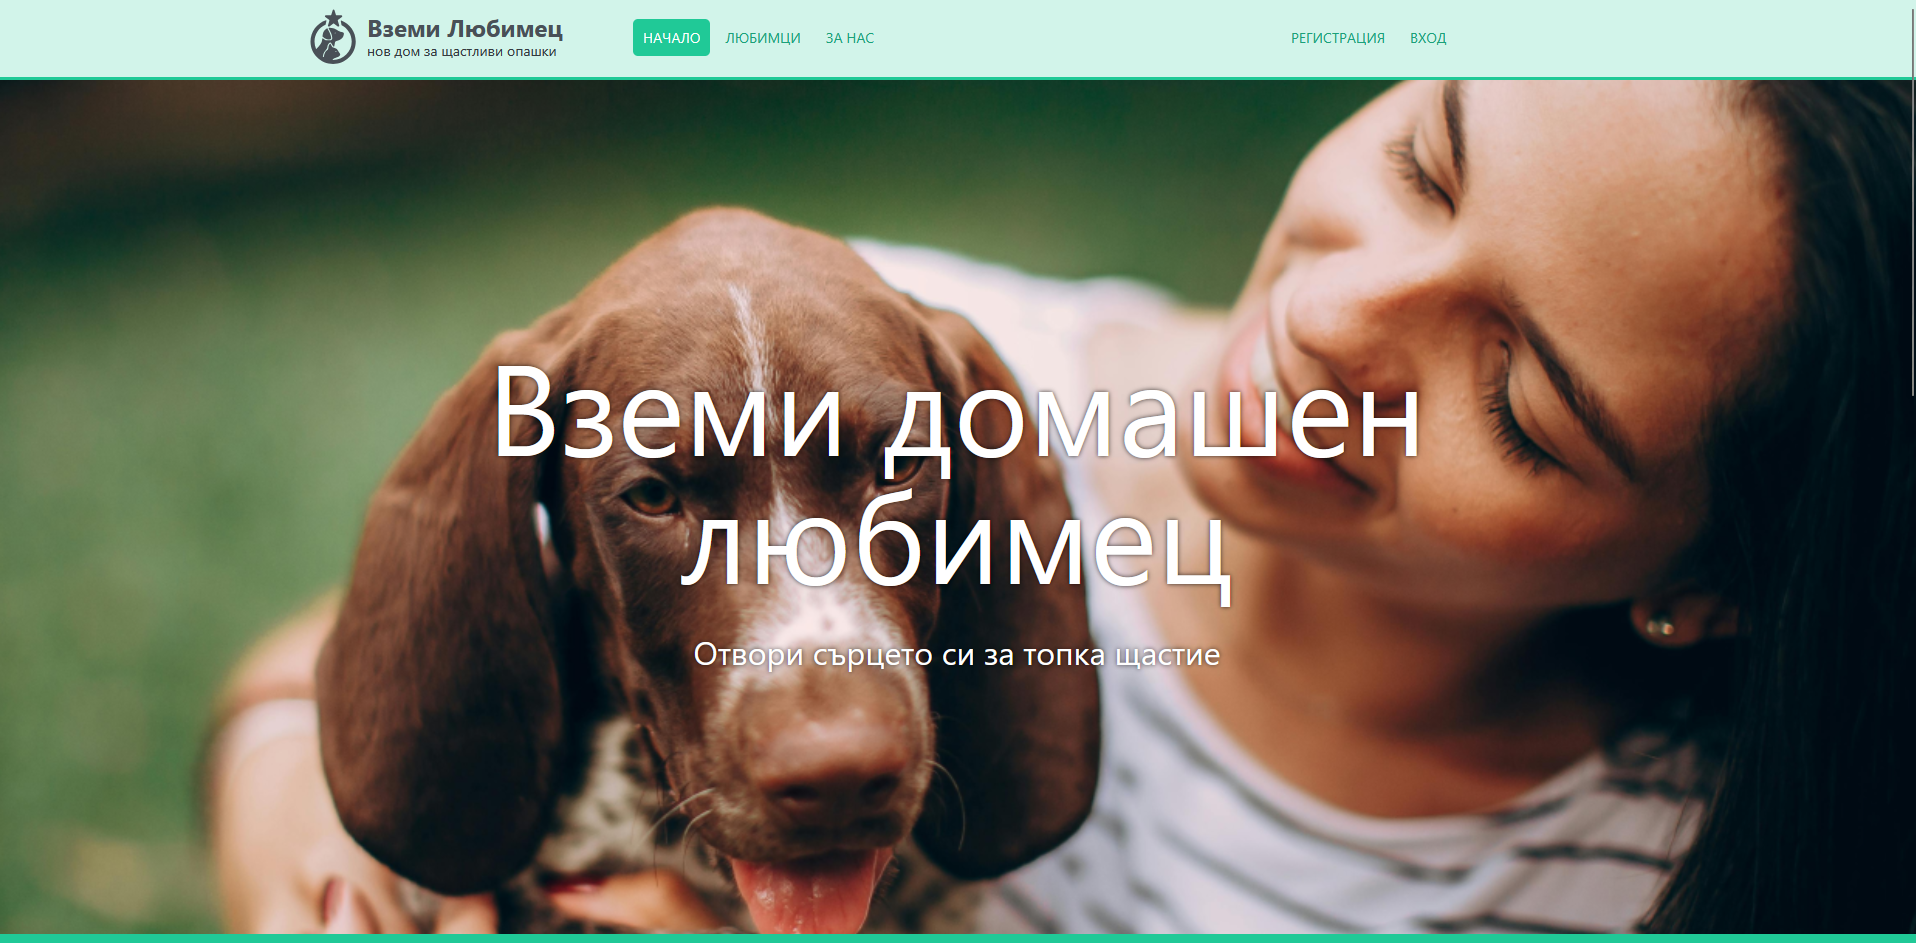 Вземи Любимец
нов дом за щастливи опашки
НАЧАЛО
ЛЮБИМЦИ
ЗА НАС
РЕГИСТРАЦИЯ
ВХОД
Вземи домашен
любимец
Отвори сърцето си за топка щастие